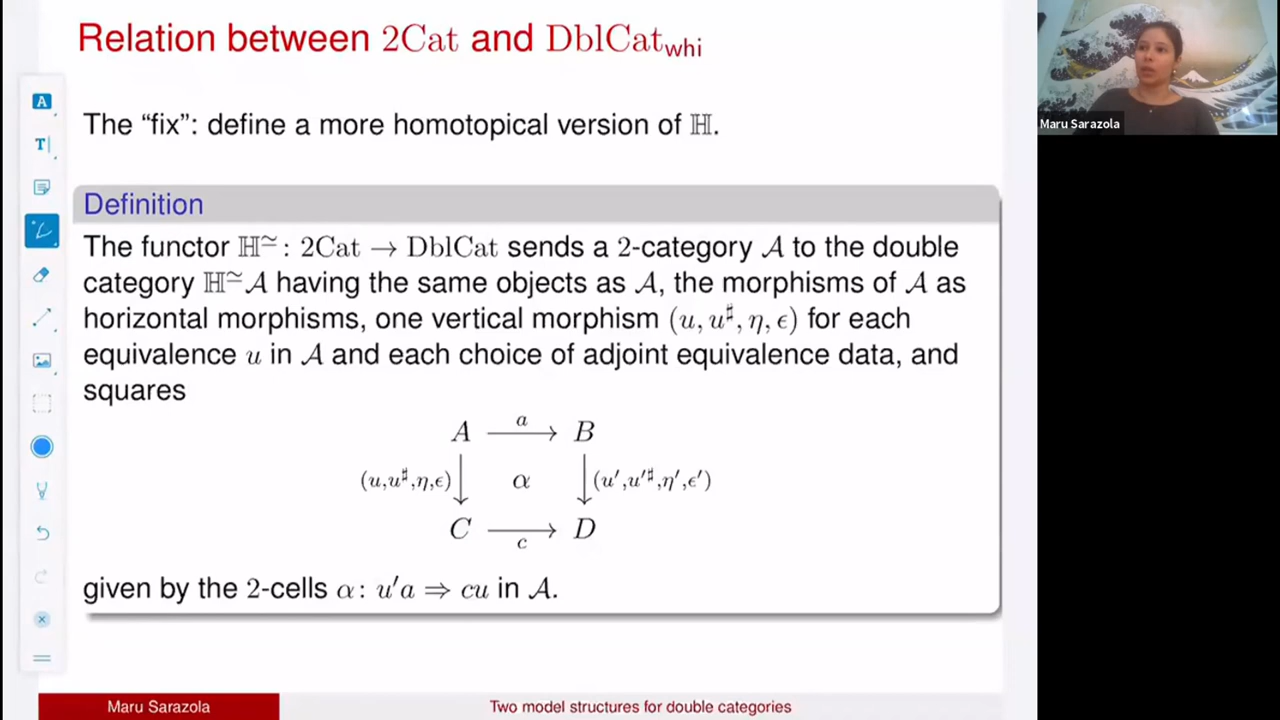 Relation between 2Cat and DblCat_whi
The “fix”: define a more homotopical version of ℍ.
Definition
The functor ℍ^≃ : 2Cat → DblCat sends a 2-category 𝒜 to the double
category ℍ^≃𝒜 having the same objects as 𝒜, the morphisms of 𝒜 as
horizontal morphisms, one vertical morphism (u, u^♯, η, ϵ) for each
equivalence u in 𝒜 and each choice of adjoint equivalence data, and
squares
A a B
(u,u^♯,η,ϵ) α (u′,u′^♯,η′,ϵ′)
C c D
given by the 2-cells α: u′a ⇒ cu in 𝒜.
Maru Sarazola
Two model structures for double categories
Maru Sarazola
A
T